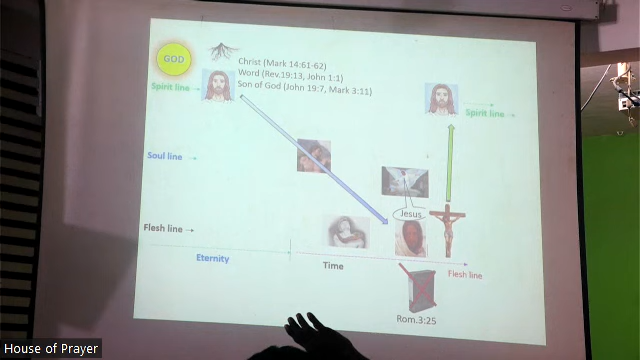 GOD
Christ (Mark 14:61-62)
Word (Rev.19:13, John 1:1)
Son of God (John 19:7, Mark 3:11)
Spirit line
Spirit line
Soul line
Jesus
Flesh line
Eternity
Time
Flesh line
Rom.3:25
House of Prayer